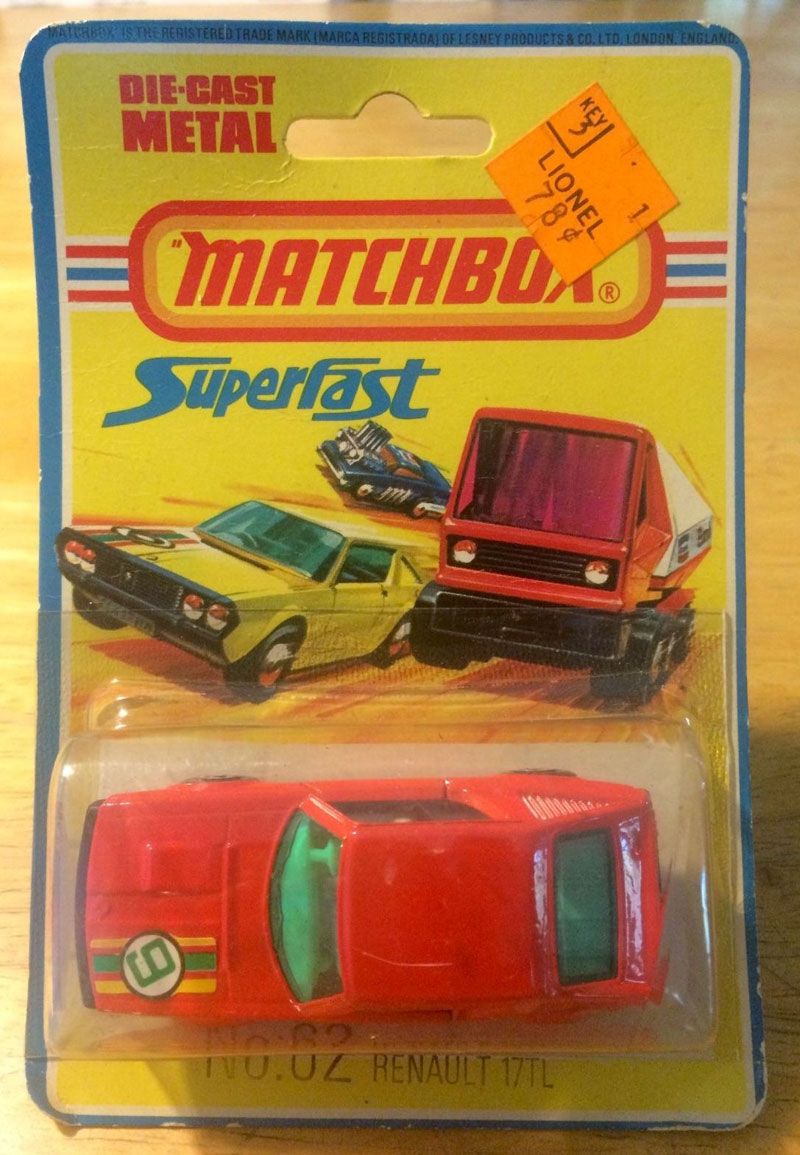 MATCHBOX" IS THE REGISTERED TRADE MARK (MARCA REGISTRADA) OF LESNEY PRODUCTS & CO. LTD. LONDON, ENGLAND.
DIE-CAST
METAL
KEY
3
1
LIONEL
78¢
"MATCHBOX®
Superfast
6
6
No:62 RENAULT 17TL